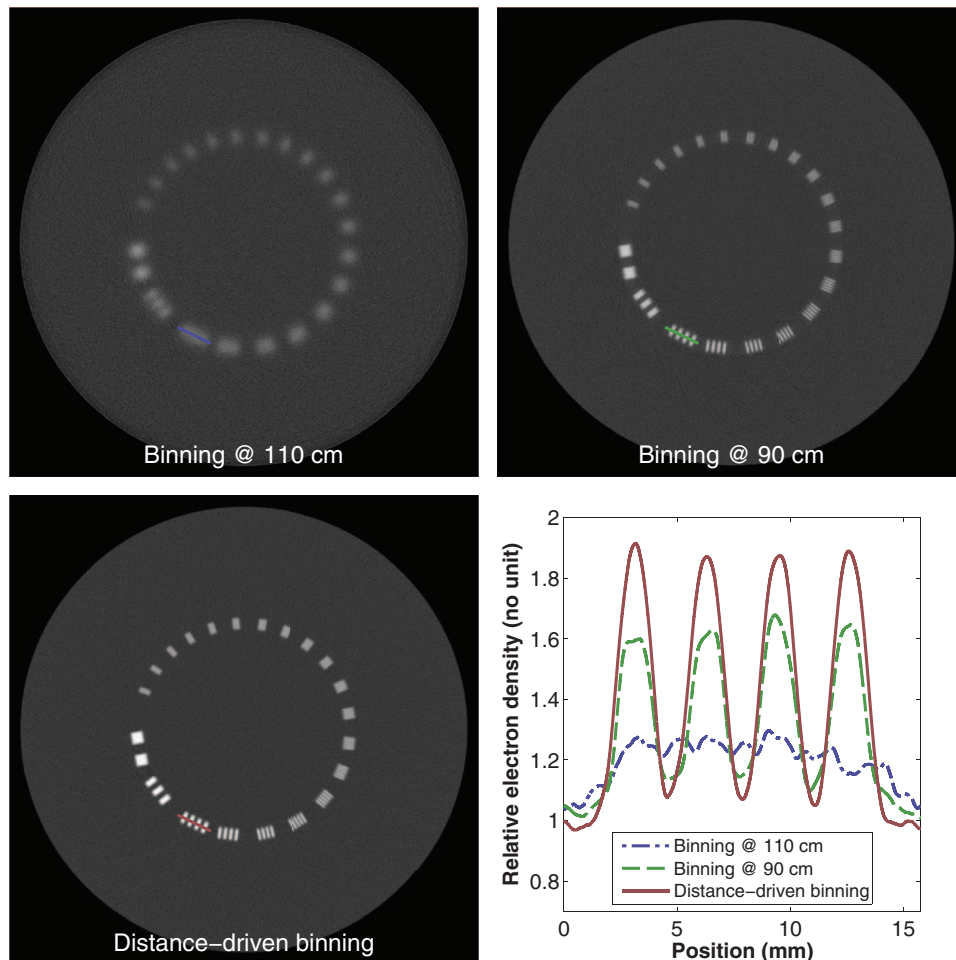 Binning @ 110 cm
Binning @ 90 cm
Distance−driven binning
Relative electron density (no unit)
2
1.8
1.6
1.4
1.2
1
0.8
0
5
10
15
Position (mm)
Binning @ 110 cm
Binning @ 90 cm
Distance−driven binning